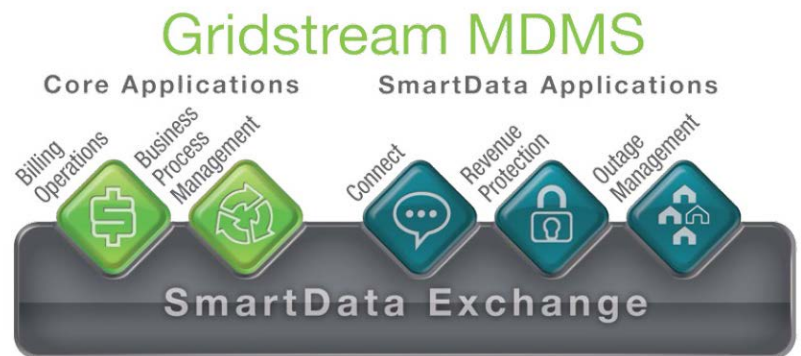 Gridstream MDMS
Core Applications
SmartData Applications
Billing
Operations
Business
Process
Management
Connect
Revenue
Protection
Outage
Management
SmartData Exchange